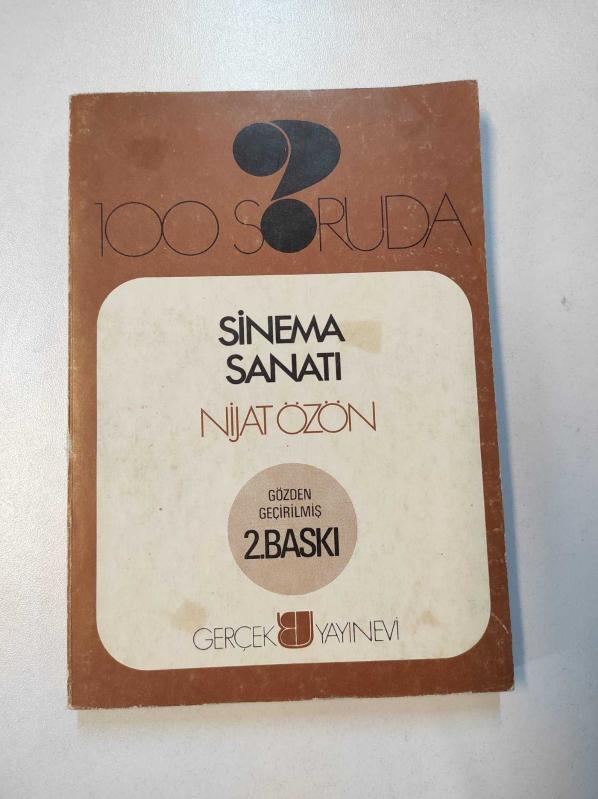 100 SORUDA
SİNEMA
SANATI
NİJAT ÖZÖN
GÖZDEN
GEÇİRİLMİŞ
2.BASKI
GERÇEK YAYINEVİ